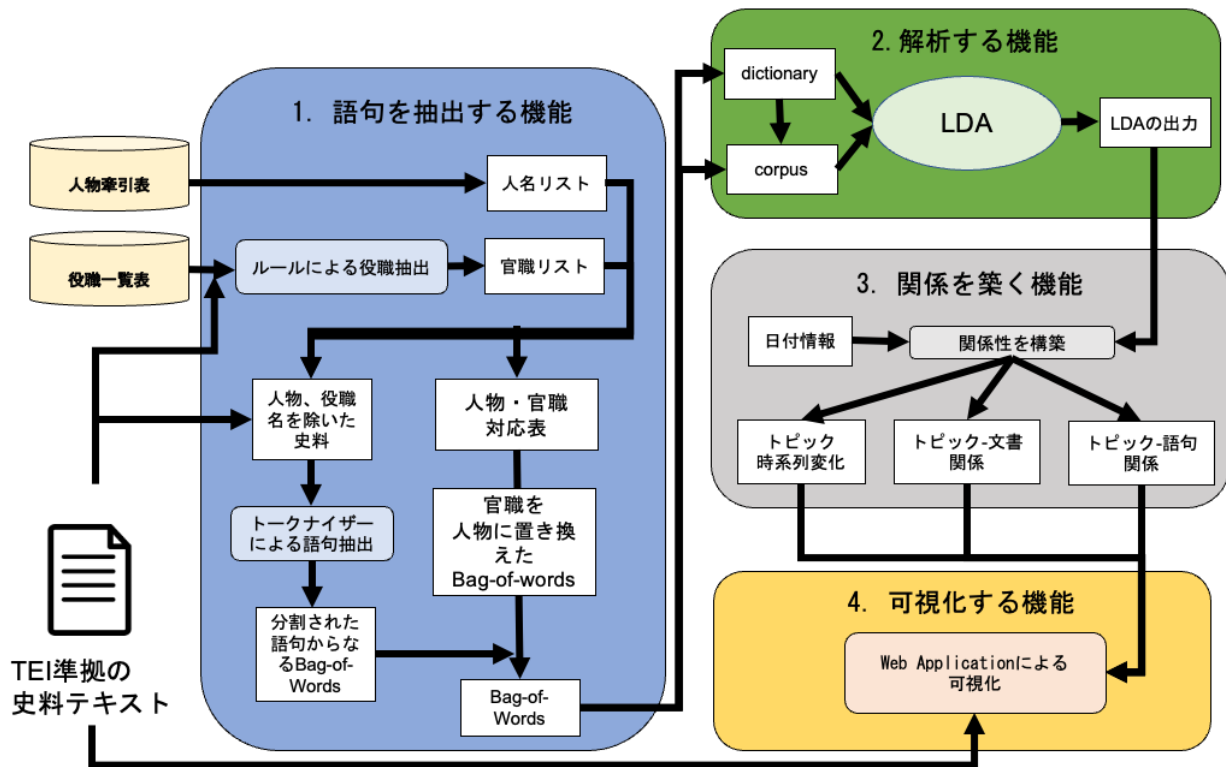 1. 語句を抽出する機能
人物牽引表
人名リスト
役職一覧表
ルールによる役職抽出
官職リスト
人物、役職
名を除いた
史料
人物・官職
対応表
トークナイザー
による語句抽出
官職を
人物に置き換
えた
Bag-of-words
分割された
語句からな
るBag-of-
Words
Bag-of-
Words
TEI準拠の
史料テキスト
2. 解析する機能
dictionary
corpus
LDA
LDAの出力
3. 関係を築く機能
日付情報
関係性を構築
トピック
時系列変化
トピック-文書
関係
トピック-語句
関係
4. 可視化する機能
Web Applicationによる
可視化